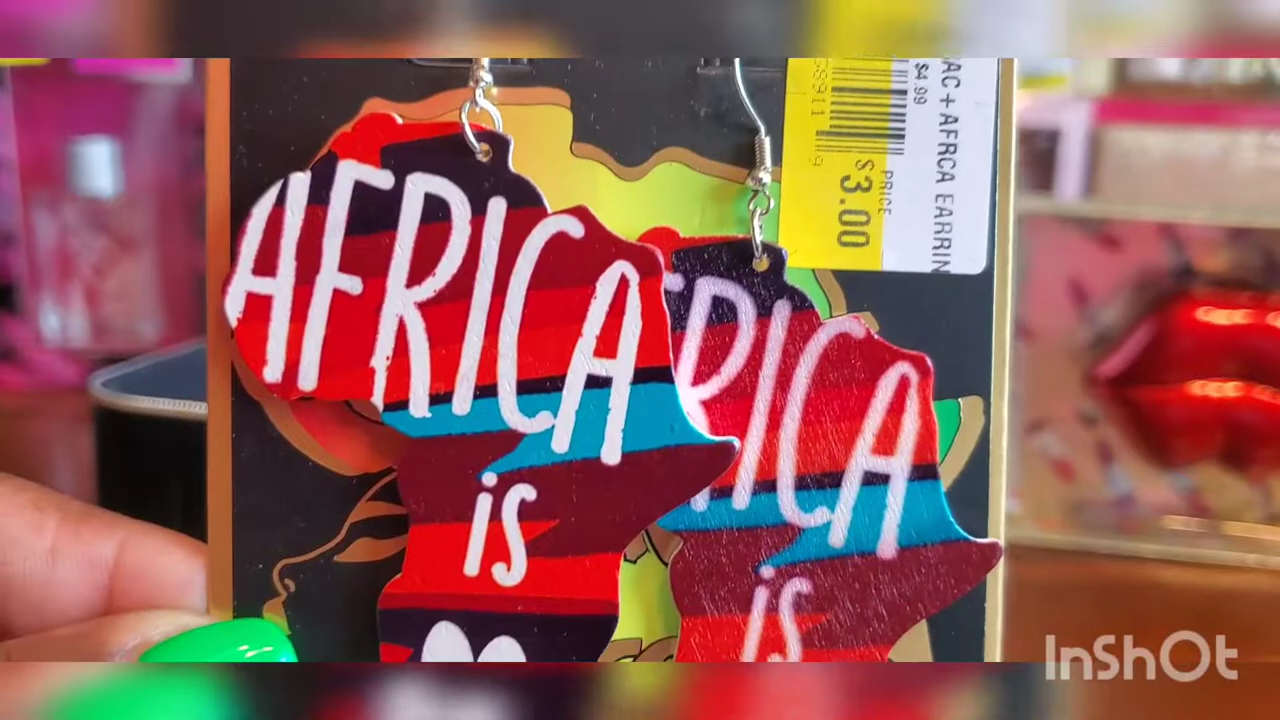 AFRICA
is
RICA
is
AC+AFRCA EARRIN
$4.99
PRICE
$3.00
InShOt